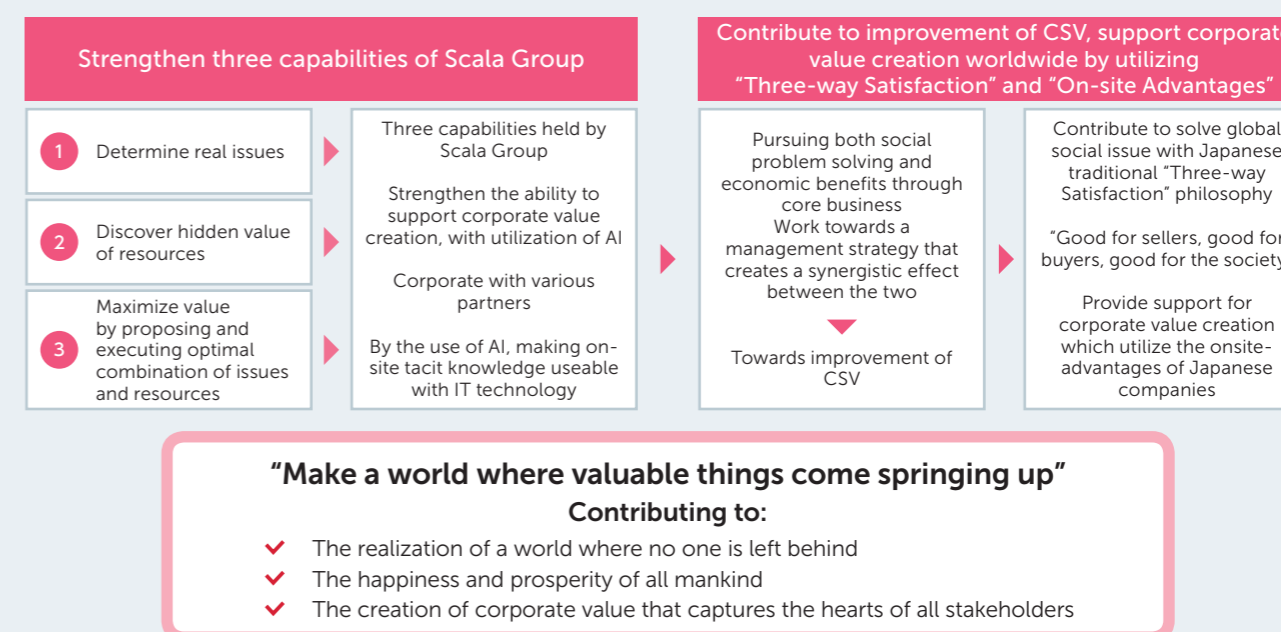 Strengthen three capabilities of Scala Group
1
Determine real issues
2
Discover hidden value
of resources
3
Maximize value
by proposing and
executing optimal
combination of issues
and resources
Three capabilities held by
Scala Group
Strengthen the ability to
support corporate value
creation, with utilization of AI
Corporate with various
partners
By the use of AI, making on-
site tacit knowledge useable
with IT technology
Contribute to improvement of CSV, support corporate
value creation worldwide by utilizing
“Three-way Satisfaction” and “On-site Advantages”
Pursuing both social
problem solving and
economic benefits through
core business
Work towards a
management strategy that
creates a synergistic effect
between the two
Towards improvement of
CSV
Contribute to solve global
social issue with Japanese
traditional “Three-way
Satisfaction” philosophy
“Good for sellers, good for
buyers, good for the society
Provide support for
corporate value creation
which utilize the onsite-
advantages of Japanese
companies
“Make a world where valuable things come springing up”
Contributing to:
The realization of a world where no one is left behind
The happiness and prosperity of all mankind
The creation of corporate value that captures the hearts of all stakeholders